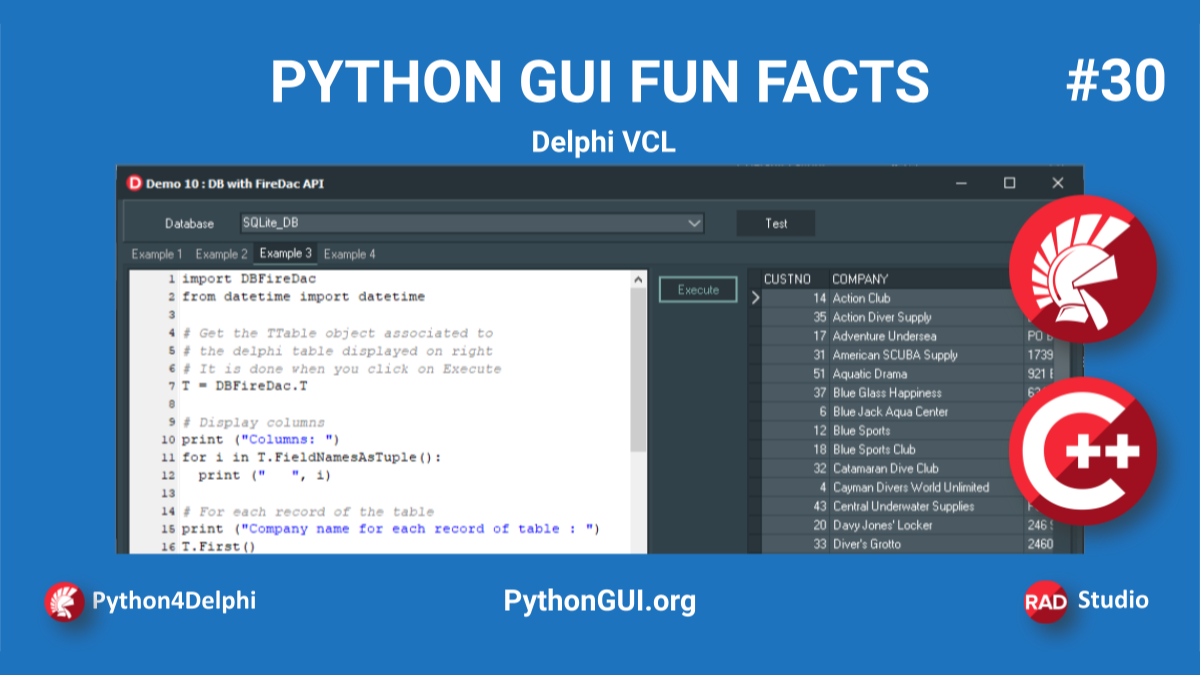 PYTHON GUI FUN FACTS
#30
Delphi VCL
Demo 10 : DB with FireDac API
Database
SQLite_DB
Test
Example 1 Example 2 Example 3 Example 4
1 import DBFireDac
2 from datetime import datetime
3
4 # Get the TTable object associated to
5 # the delphi table displayed on right
6 # It is done when you click on Execute
7 T = DBFireDac.T
8
9 # Display columns
10 print ("Columns: ")
11 for i in T.FieldNamesAsTuple():
12   print ("   ", i)
13
14 # For each record of the table
15 print ("Company name for each record of table : ")
16 T.First()
Execute
CUSTNO COMPANY
14 Action Club
35 Action Diver Supply
17 Adventure Undersea PO
31 American SCUBA Supply 1739
51 Aquatic Drama 921
37 Blue Glass Happiness
6 Blue Jack Aqua Center
12 Blue Sports
18 Blue Sports Club
32 Catamaran Dive Club
4 Cayman Divers World Unlimited
43 Central Underwater Supplies
20 Davy Jones' Locker 246
33 Diver's Grotto 2460
C++
Python4Delphi
PythonGUI.org
RAD Studio